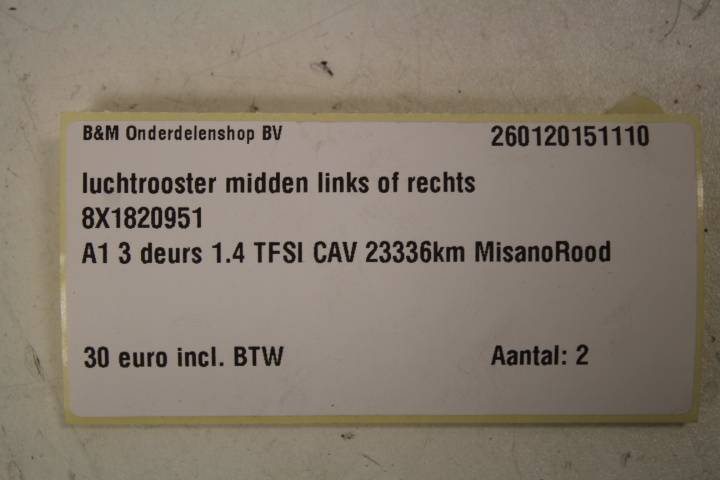 B&M Onderdelenshop BV 260120151110
luchtrooster midden links of rechts
8X1820951
A1 3 deurs 1.4 TFSI CAV 23336km MisanoRood
30 euro incl. BTW Aantal: 2